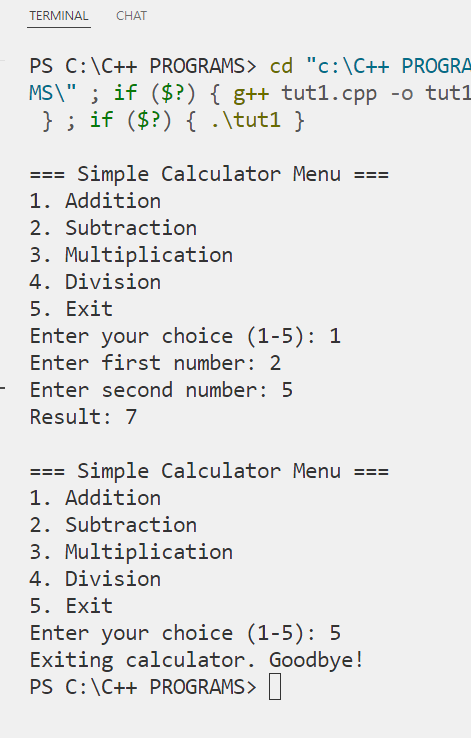 TERMINAL CHAT
PS C:\C++ PROGRAMS> cd "c:\C++ PROGRA
MS\" ; if ($?) { g++ tut1.cpp -o tut1
 } ; if ($?) { .\tut1 }
=== Simple Calculator Menu ===
1. Addition
2. Subtraction
3. Multiplication
4. Division
5. Exit
Enter your choice (1-5): 1
Enter first number: 2
Enter second number: 5
Result: 7
=== Simple Calculator Menu ===
1. Addition
2. Subtraction
3. Multiplication
4. Division
5. Exit
Enter your choice (1-5): 5
Exiting calculator. Goodbye!
PS C:\C++ PROGRAMS>